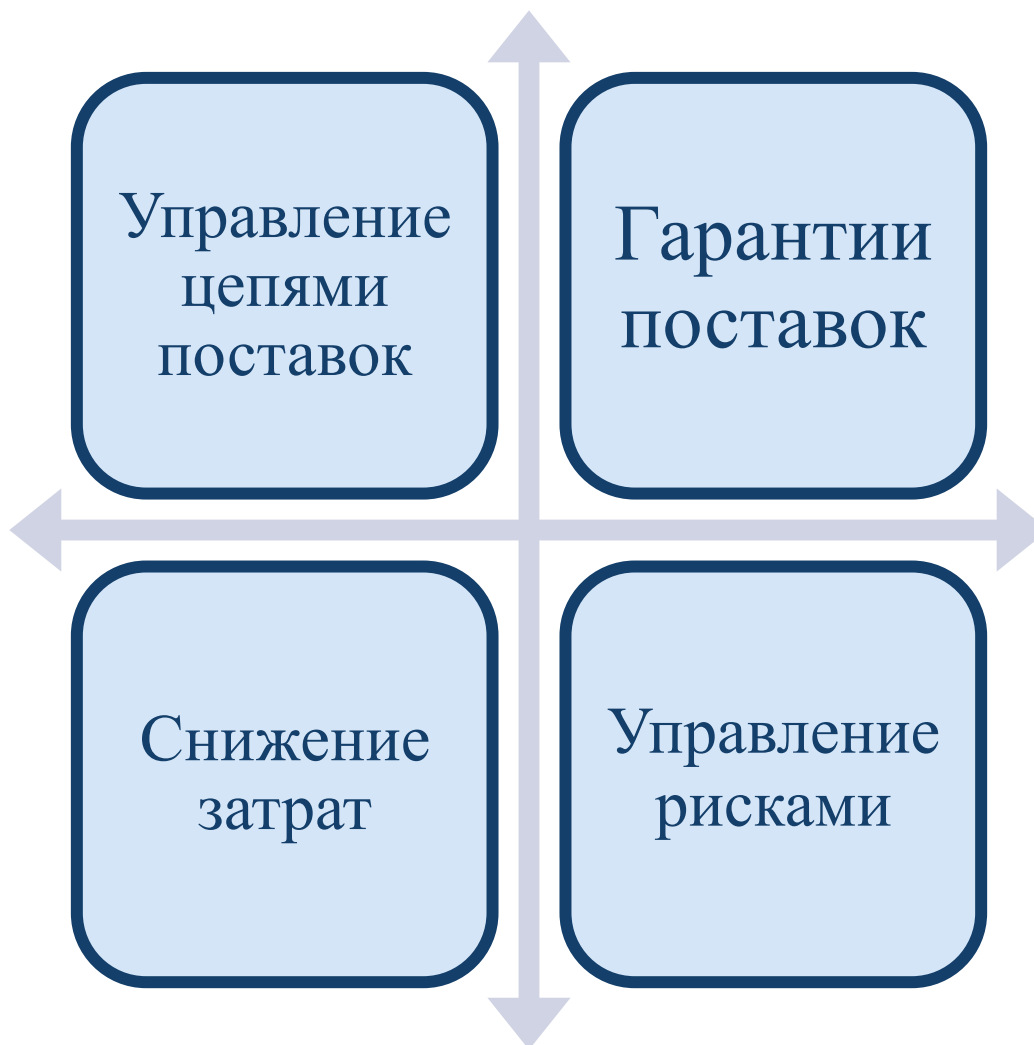 Управление
цепями
поставок
Гарантии
поставок
Снижение
затрат
Управление
рисками